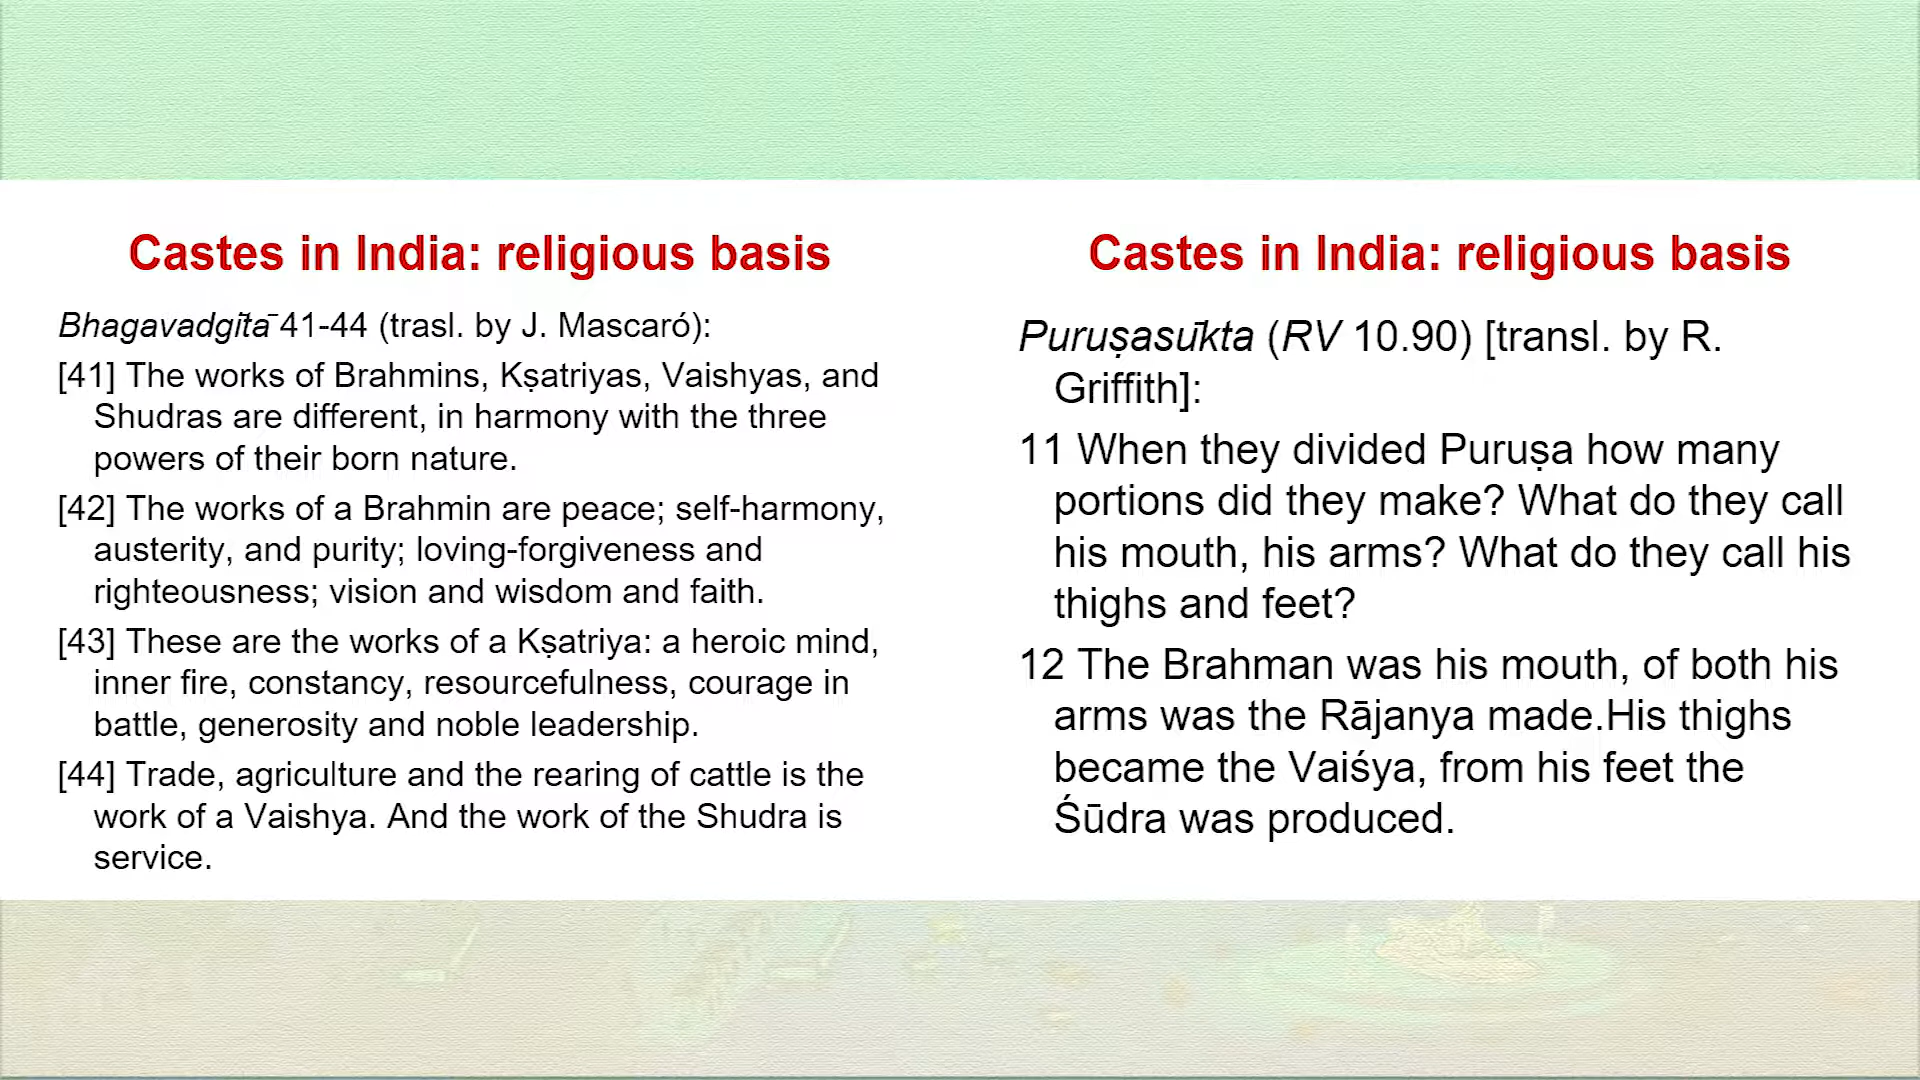 Castes in India: religious basis
Bhagavadgītā 41-44 (trasl. by J. Mascaró):
[41] The works of Brahmins, Kṣatriyas, Vaishyas, and
Shudras are different, in harmony with the three
powers of their born nature.
[42] The works of a Brahmin are peace; self-harmony,
austerity, and purity; loving-forgiveness and
righteousness; vision and wisdom and faith.
[43] These are the works of a Kṣatriya: a heroic mind,
inner fire, constancy, resourcefulness, courage in
battle, generosity and noble leadership.
[44] Trade, agriculture and the rearing of cattle is the
work of a Vaishya. And the work of the Shudra is
service.
Castes in India: religious basis
Puruṣasūkta (RV 10.90) [transl. by R.
Griffith]:
11 When they divided Puruṣa how many
portions did they make? What do they call
his mouth, his arms? What do they call his
thighs and feet?
12 The Brahman was his mouth, of both his
arms was the Rājanya made.His thighs
became the Vaiśya, from his feet the
Śūdra was produced.